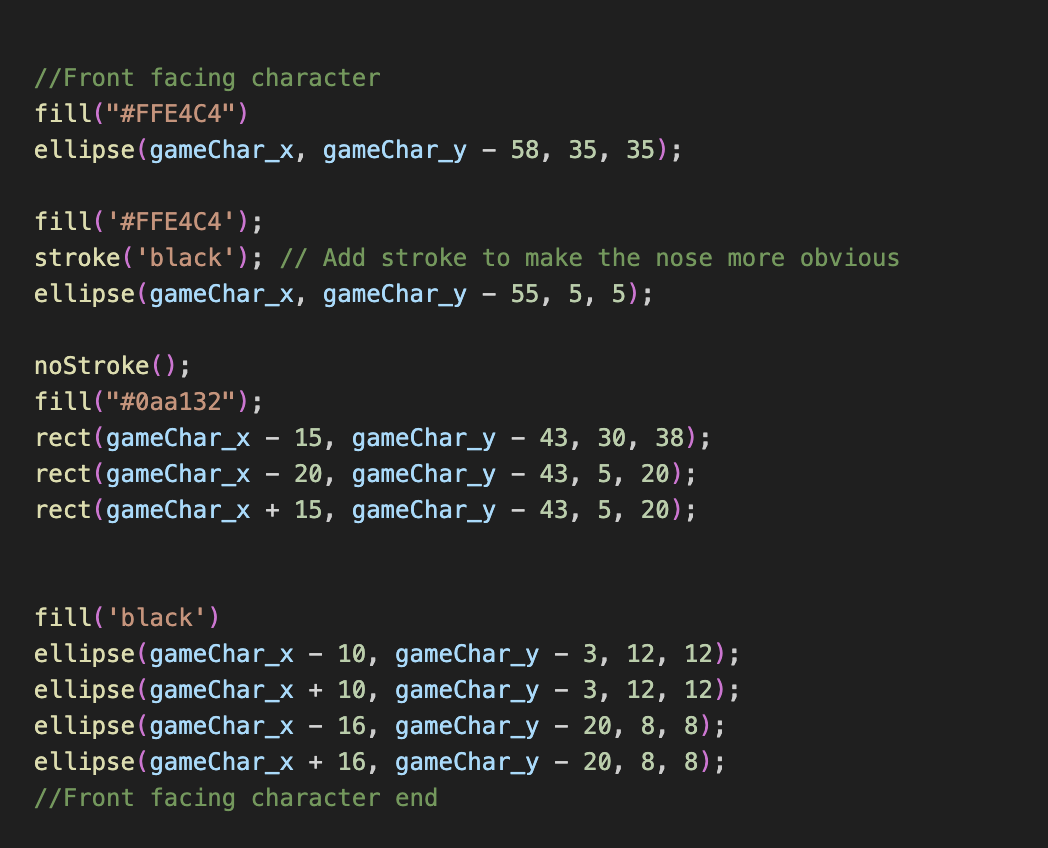 //Front facing character
fill("#FFE4C4")
ellipse(gameChar_x, gameChar_y - 58, 35, 35);
fill('#FFE4C4');
stroke('black'); // Add stroke to make the nose more obvious
ellipse(gameChar_x, gameChar_y - 55, 5, 5);
noStroke();
fill("#0aa132");
rect(gameChar_x - 15, gameChar_y - 43, 30, 38);
rect(gameChar_x - 20, gameChar_y - 43, 5, 20);
rect(gameChar_x + 15, gameChar_y - 43, 5, 20);
fill('black')
ellipse(gameChar_x - 10, gameChar_y - 3, 12, 12);
ellipse(gameChar_x + 10, gameChar_y - 3, 12, 12);
ellipse(gameChar_x - 16, gameChar_y - 20, 8, 8);
ellipse(gameChar_x + 16, gameChar_y - 20, 8, 8);
//Front facing character end